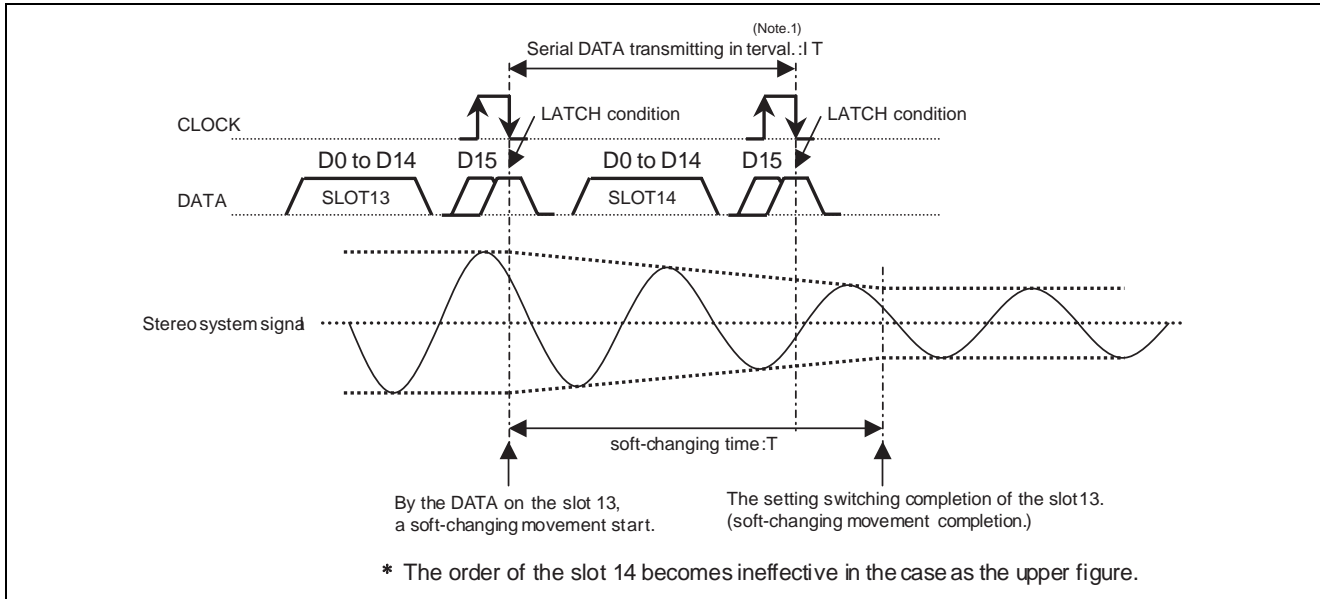 (Note.1)
Serial DATA transmitting in terval.:I T
CLOCK
LATCH condition
LATCH condition
D0 to D14
D15
D0 to D14
D15
DATA
SLOT13
SLOT14
Stereo system signal
soft-changing time:T
By the DATA on the slot 13,
a soft-changing movement start.
The setting switching completion of the slot13.
(soft-changing movement completion.)
* The order of the slot 14 becomes ineffective in the case as the upper figure.